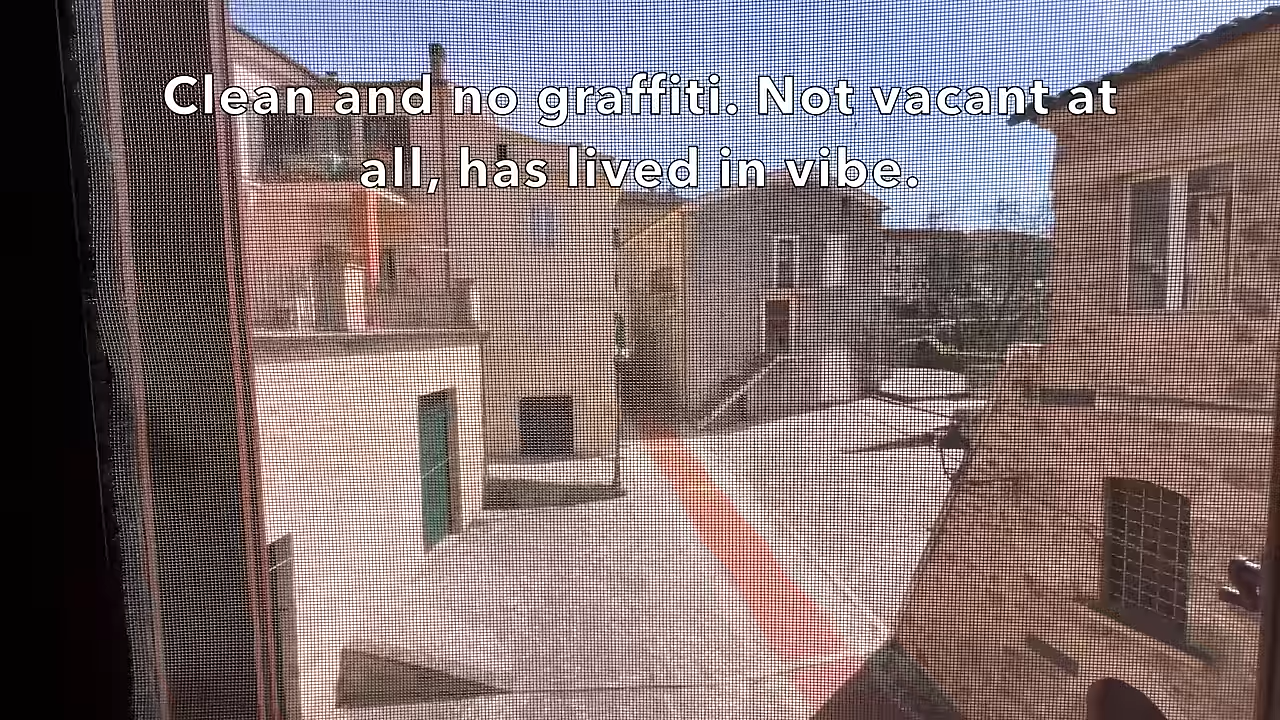 Clean and no graffiti. Not vacant at
all, has lived in vibe.